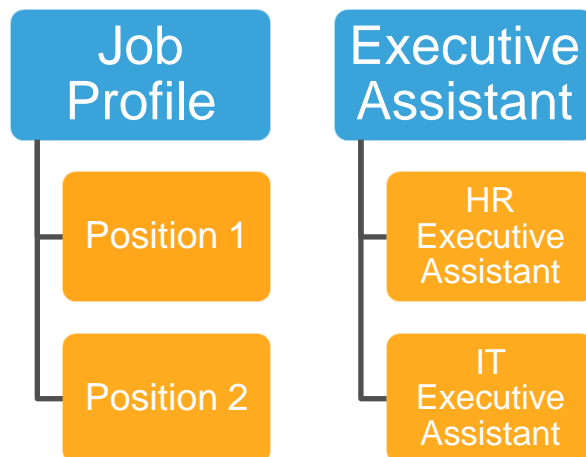 Job
Profile
Position 1
Position 2
Executive
Assistant
HR
Executive
Assistant
IT
Executive
Assistant